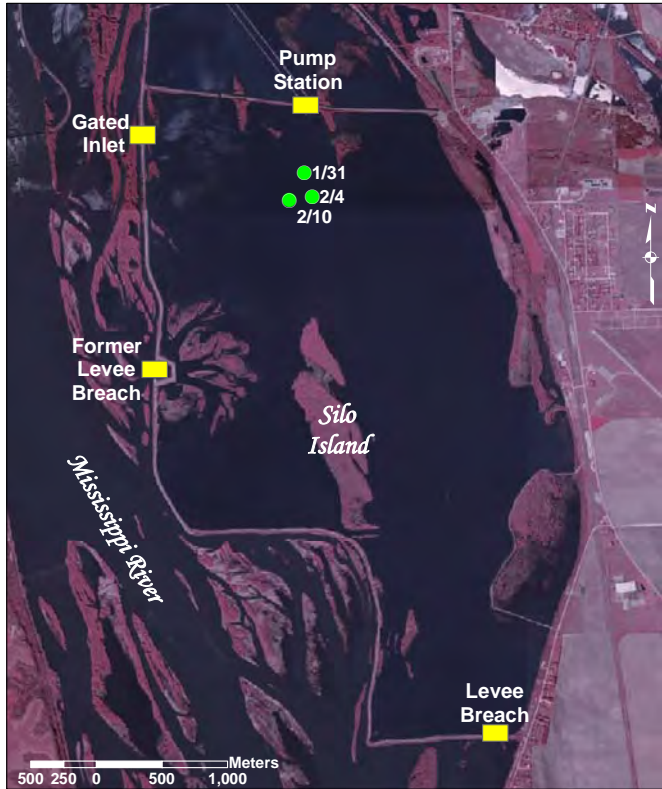 Pump
Station
Gated
Inlet
1/31
2/4
2/10
z
Former
Levee
Breach
Silo
Island
Mississippi River
Levee
Breach
Meters
500 250 0 500 1,000